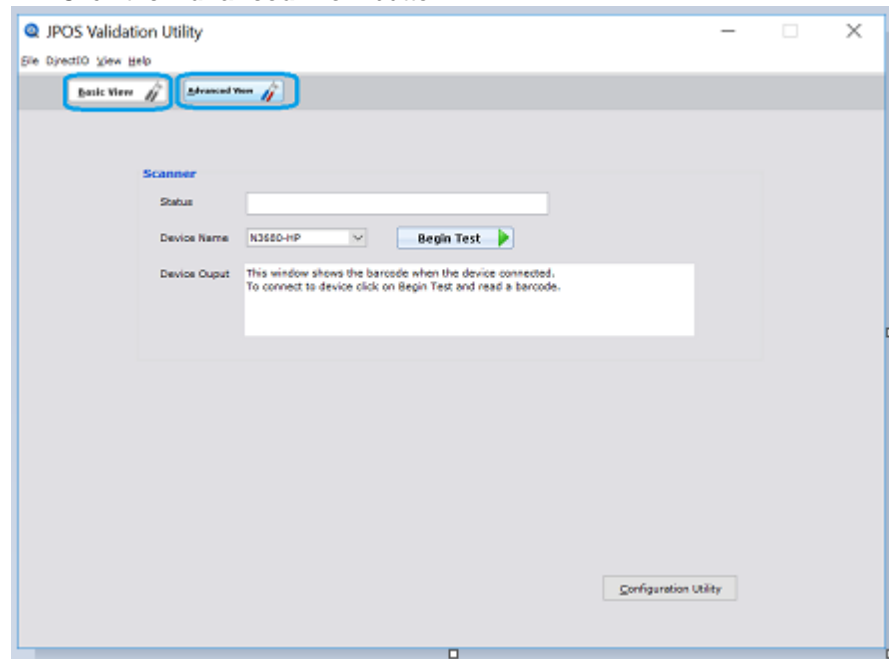 JPOS Validation Utility
File DirectIO View Help
Basic View
Advanced View
Scanner
Status
Device Name
N3680-HP
Begin Test
Device Ouput
This window shows the barcode when the device connected.
To connect to device click on Begin Test and read a barcode.
Configuration Utility